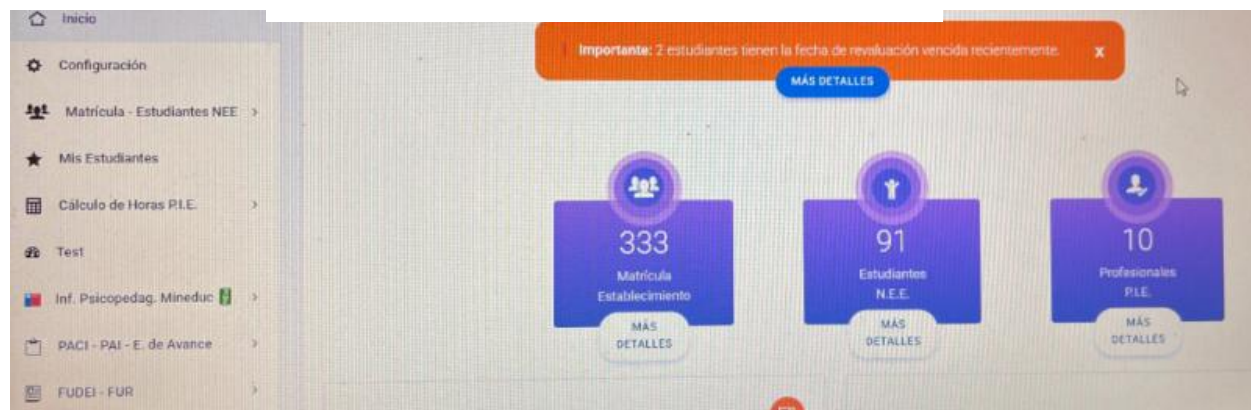 Inicio
Configuración
Matrícula - Estudiantes NEE
Mis Estudiantes
Cálculo de Horas P.I.E.
Test
Inf. Psicopedag. Mineduc
PACI - PAI - E. de Avance
FUDEI - FUR
! Importante: 2 estudiantes tienen la fecha de revaluación vencida recientemente. x
MÁS DETALLES
333
Matrícula
Establecimiento
MÁS
DETALLES
91
Estudiantes
N.E.E.
MÁS
DETALLES
10
Profesionales
P.I.E.
MÁS
DETALLES